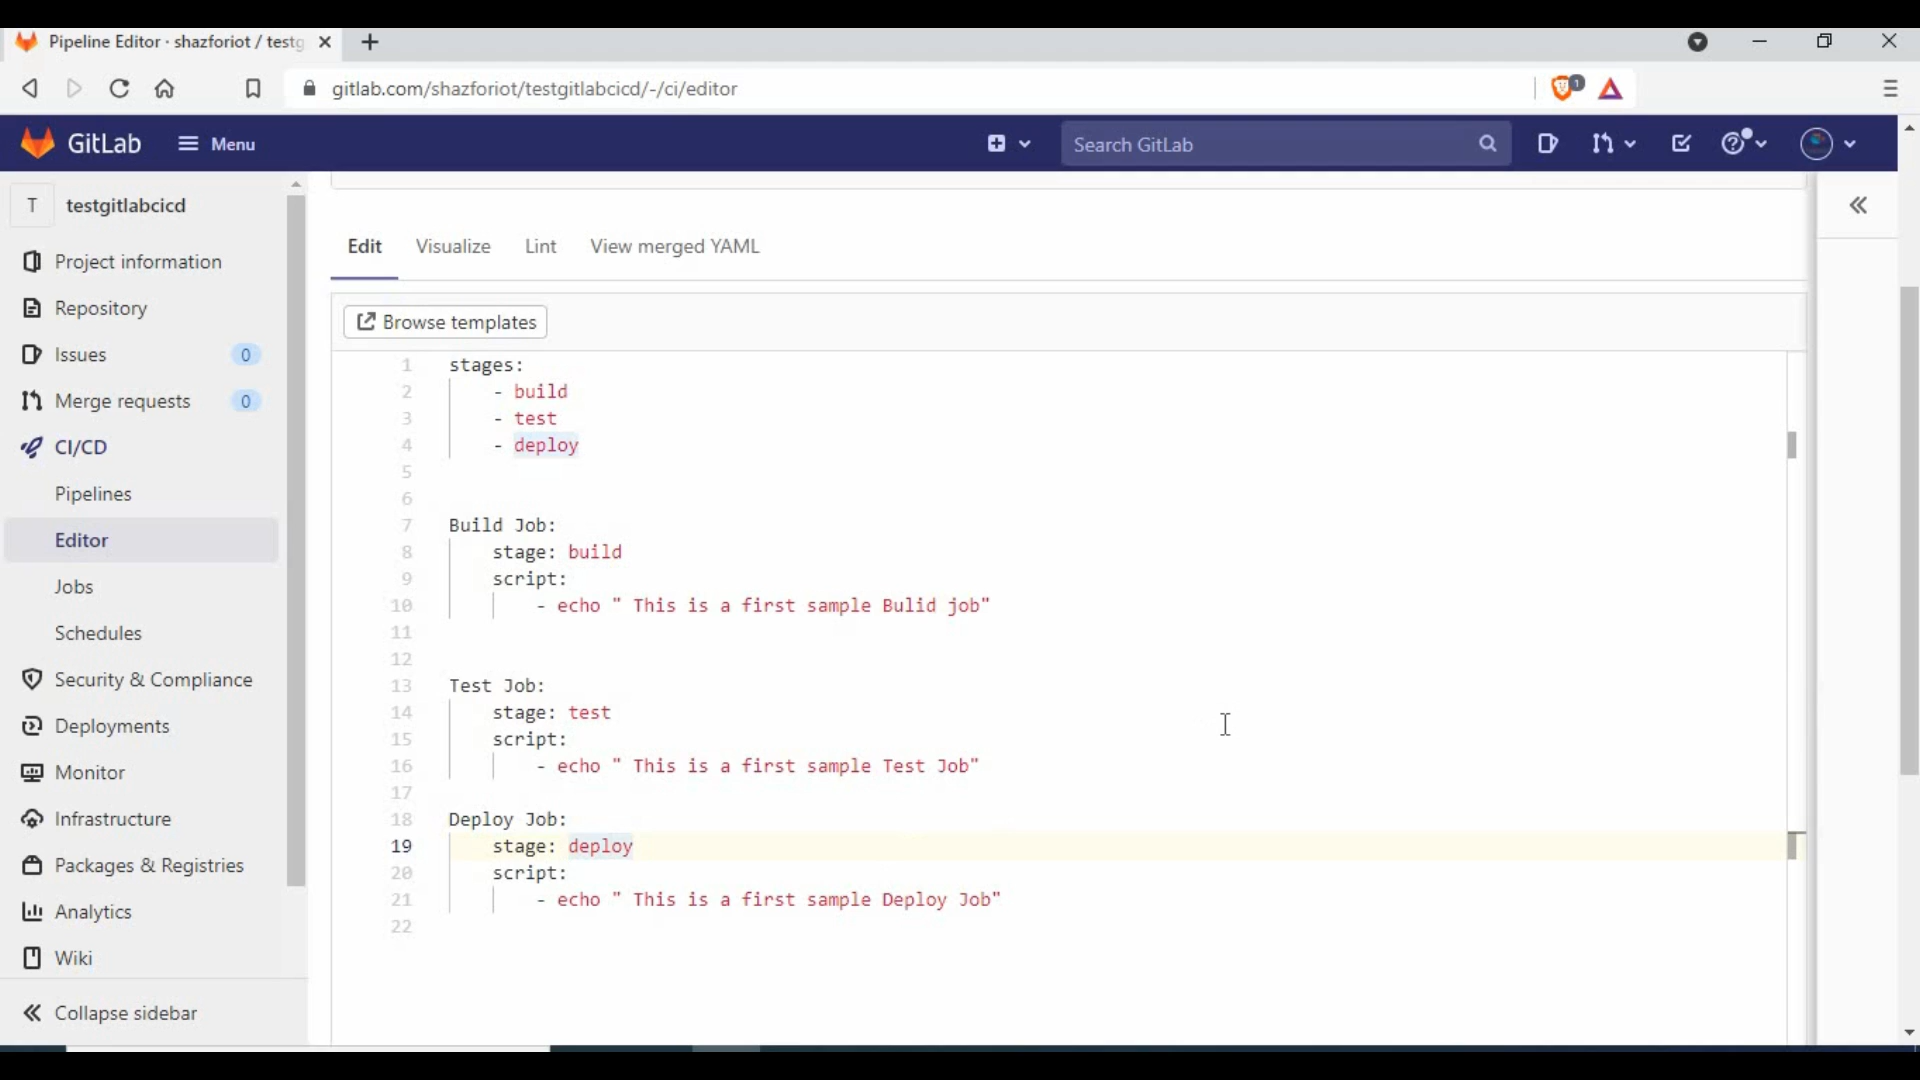 Pipeline Editor · shazforiot / testg
gitlab.com/shazforiot/testgitlabcicd/-/ci/editor
1
GitLab
Menu
Search GitLab
T testgitlabcicd
Project information
Repository
Issues 0
Merge requests 0
CI/CD
Pipelines
Editor
Jobs
Schedules
Security & Compliance
Deployments
Monitor
Infrastructure
Packages & Registries
Analytics
Wiki
Collapse sidebar
Edit Visualize Lint View merged YAML
Browse templates
1 stages:
2 - build
3 - test
4 - deploy
5
6
7 Build Job:
8 stage: build
9 script:
10 - echo " This is a first sample Bulid job"
11
12
13 Test Job:
14 stage: test
15 script:
16 - echo " This is a first sample Test Job"
17
18 Deploy Job:
19 stage: deploy
20 script:
21 - echo " This is a first sample Deploy Job"
22